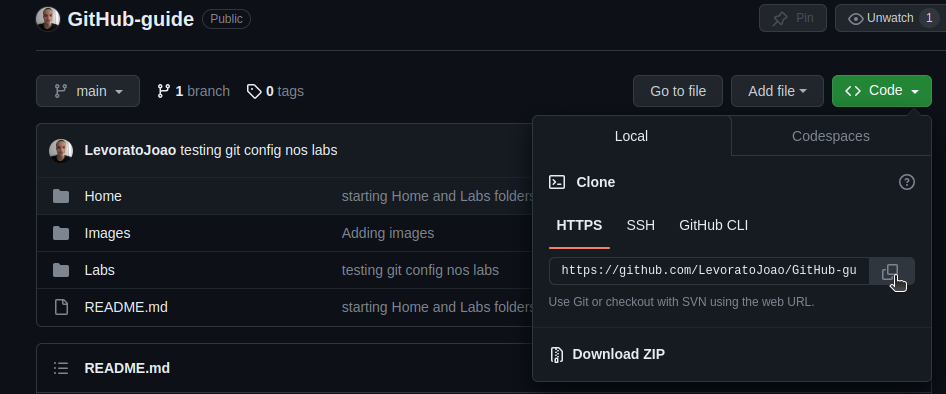 GitHub-guide Public Pin Unwatch 1
main 1 branch 0 tags Go to file Add file Code
Local Codespaces
LevoratoJoao testing git config nos labs
Clone
Home starting Home and Labs folders
HTTPS SSH GitHub CLI
Images Adding images
Labs testing git config nos labs
https://github.com/LevoratoJoao/GitHub-gu
Use Git or checkout with SVN using the web URL.
README.md starting Home and Labs folders
Download ZIP
README.md